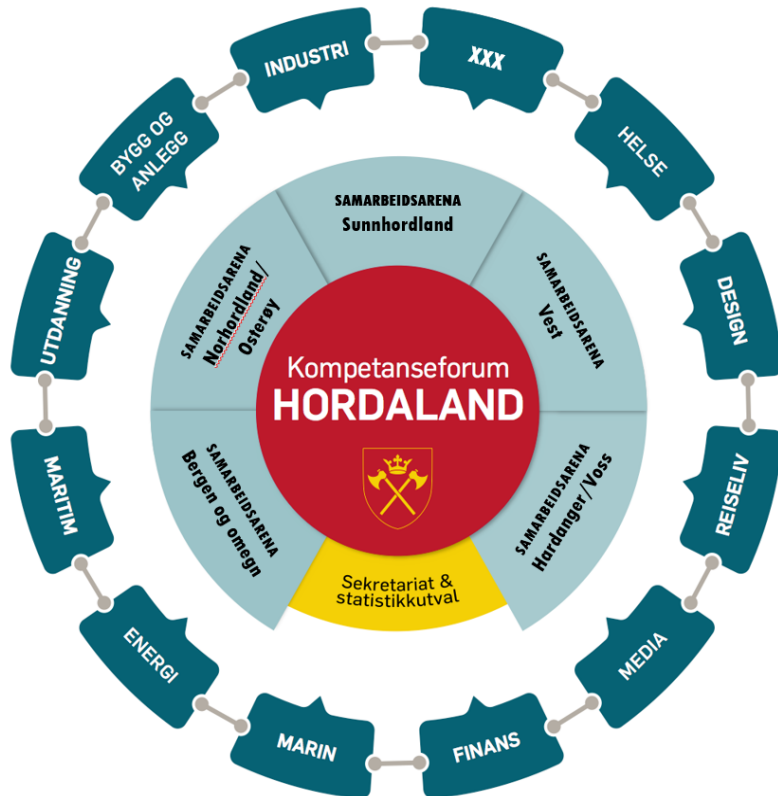 INDUSTRI
XXX
HELSE
DESIGN
REISELIV
MEDIA
FINANS
MARIN
ENERGI
MARITIM
UTDANNING
BYGG OG
ANLEGG
SAMARBEIDSARENA
Sunnhordland
SAMARBEIDSARENA
Vest
SAMARBEIDSARENA
Hardanger/Voss
Sekretariat &
statistikkutval
SAMARBEIDSARENA
Bergen og omegn
SAMARBEIDSARENA
Norhordland/
Osterøy
Kompetanseforum
HORDALAND